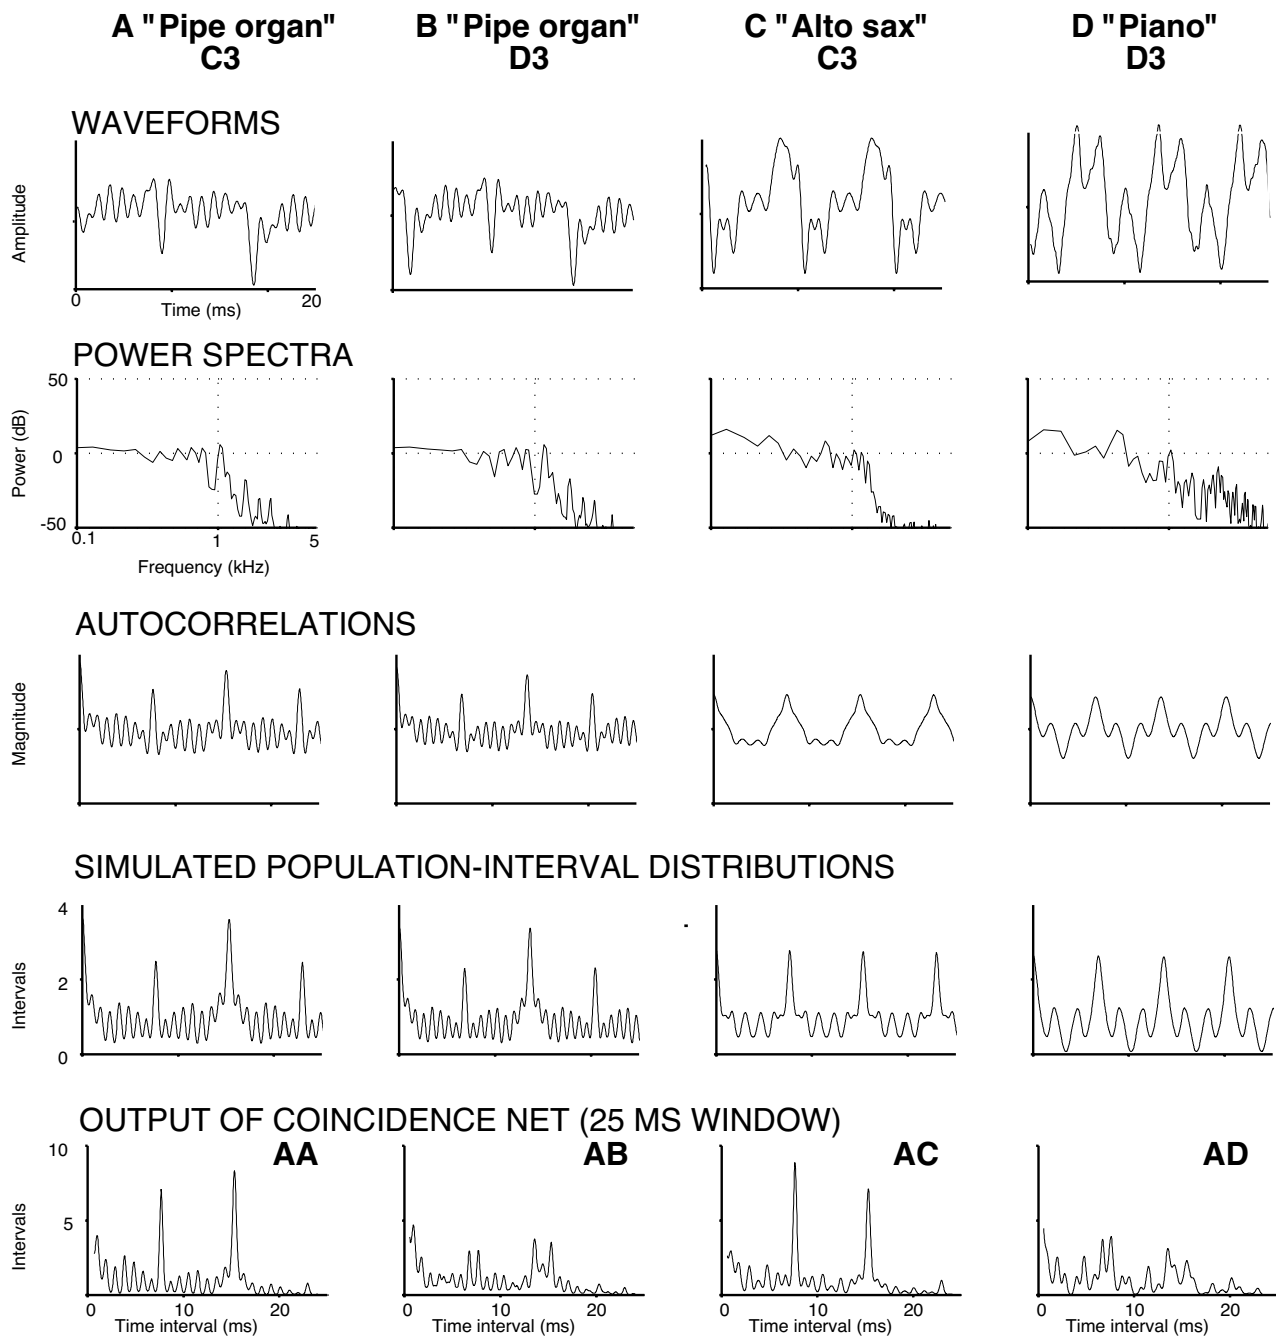 A "Pipe organ" B "Pipe organ" C "Alto sax" D "Piano"
C3 D3 C3 D3
WAVEFORMS
Amplitude
0 20
Time (ms)
POWER SPECTRA
50
0
-50
Power (dB)
0.1 1 5
Frequency (kHz)
AUTOCORRELATIONS
Magnitude
SIMULATED POPULATION-INTERVAL DISTRIBUTIONS
4
2
0
Intervals
OUTPUT OF COINCIDENCE NET (25 MS WINDOW)
AA AB AC AD
10
5
Intervals
0 10 20 0 10 20 0 10 20 0 10 20
Time interval (ms) Time interval (ms) Time interval (ms) Time interval (ms)